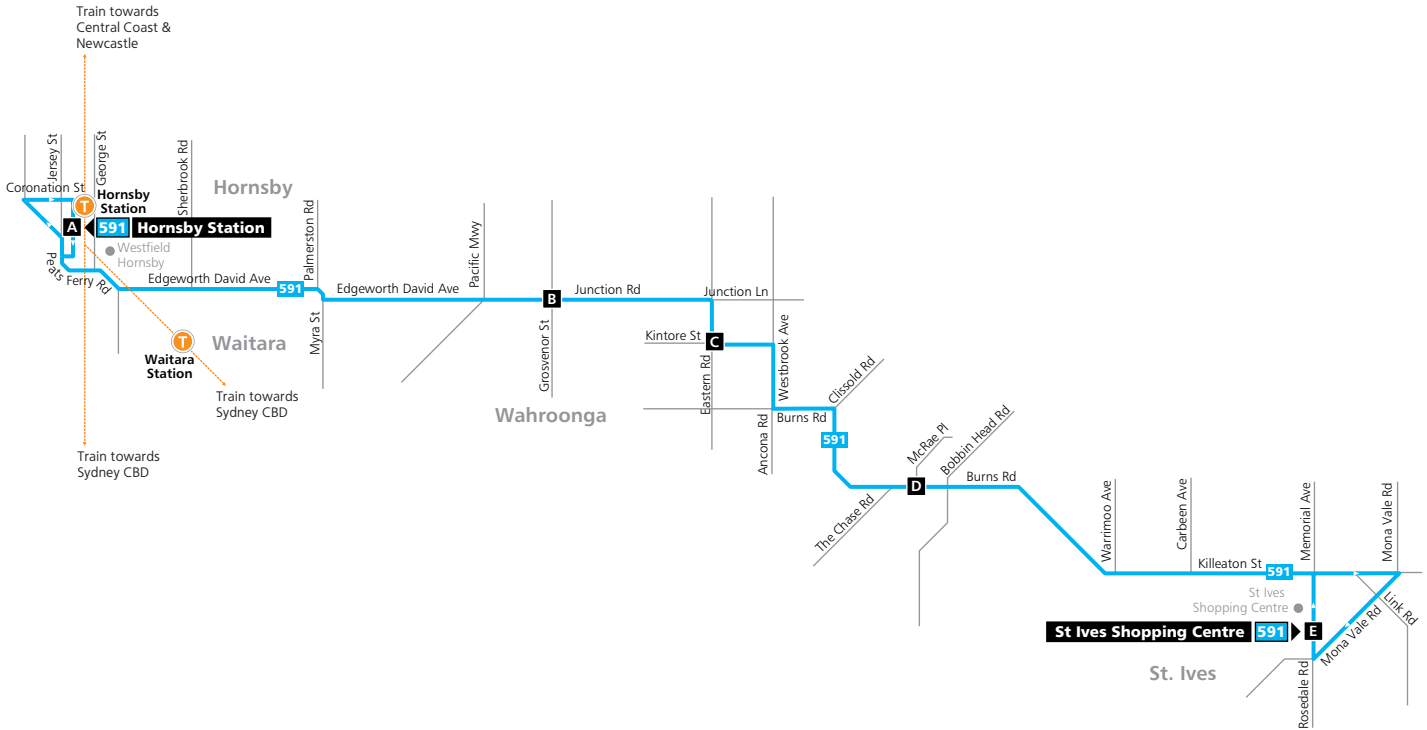 Train towards
Central Coast &
Newcastle
Jersey St
George St
Sherbrook Rd
Coronation St
T
Hornsby
Station
Hornsby
A
591
Hornsby Station
Westfield
Hornsby
Peats
Ferry Rd
Edgeworth David Ave
591
Palmerston Rd
Edgeworth David Ave
Myra St
Pacific Mwy
T
Waitara
Station
Waitara
Train towards
Sydney CBD
Train towards
Sydney CBD
B
Grosvenor St
Junction Rd
Junction Ln
Kintore St
C
Eastern Rd
Westbrook Ave
Wahroonga
Clissold Rd
Burns Rd
Ancona Rd
591
McRae Pl
Bobbin Head Rd
D
Burns Rd
The Chase Rd
Warrimoo Ave
Carbeen Ave
Memorial Ave
Mona Vale Rd
Killeaton St
591
St Ives
Shopping Centre
Link Rd
St Ives Shopping Centre
591
E
Mona Vale Rd
St. Ives
Rosedale Rd